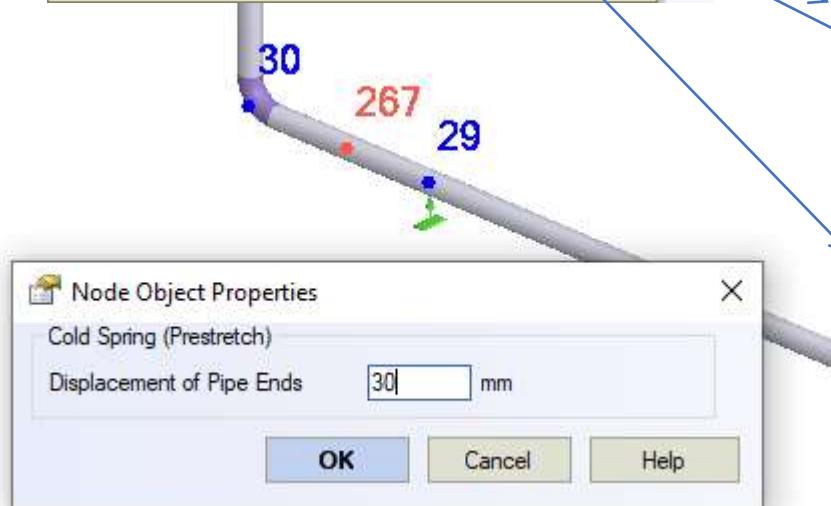 30
267
29
Node Object Properties
Cold Spring (Prestretch)
Displacement of Pipe Ends 30 mm
OK Cancel Help